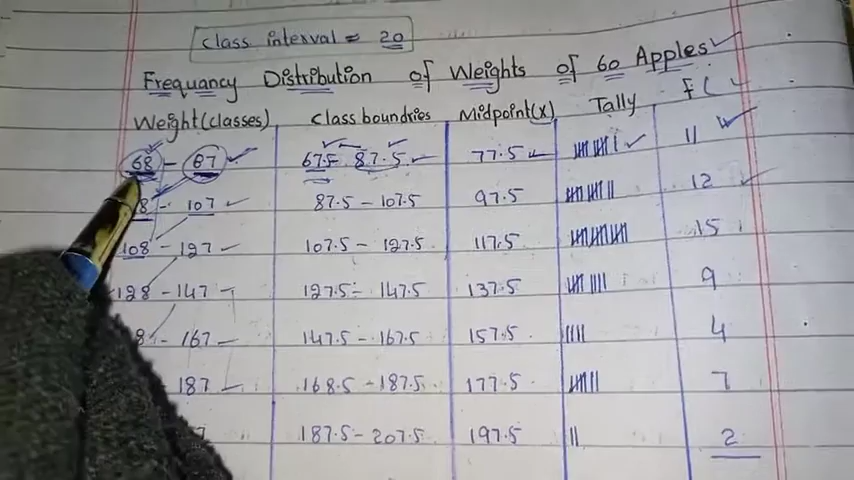 class interval = 20
Frequancy Distribution of Weights of 60 Apples
Weight(classes) Class boundries Midpoint(x) Tally f
68 - 87 67.5 - 87.5 77.5 11
8 - 107 87.5 - 107.5 97.5 12
108 - 127 107.5 - 127.5 117.5 15
128 - 147 127.5 - 147.5 137.5 9
8 - 167 147.5 - 167.5 157.5 4
187 168.5 - 187.5 177.5 7
7 187.5 - 207.5 197.5 2